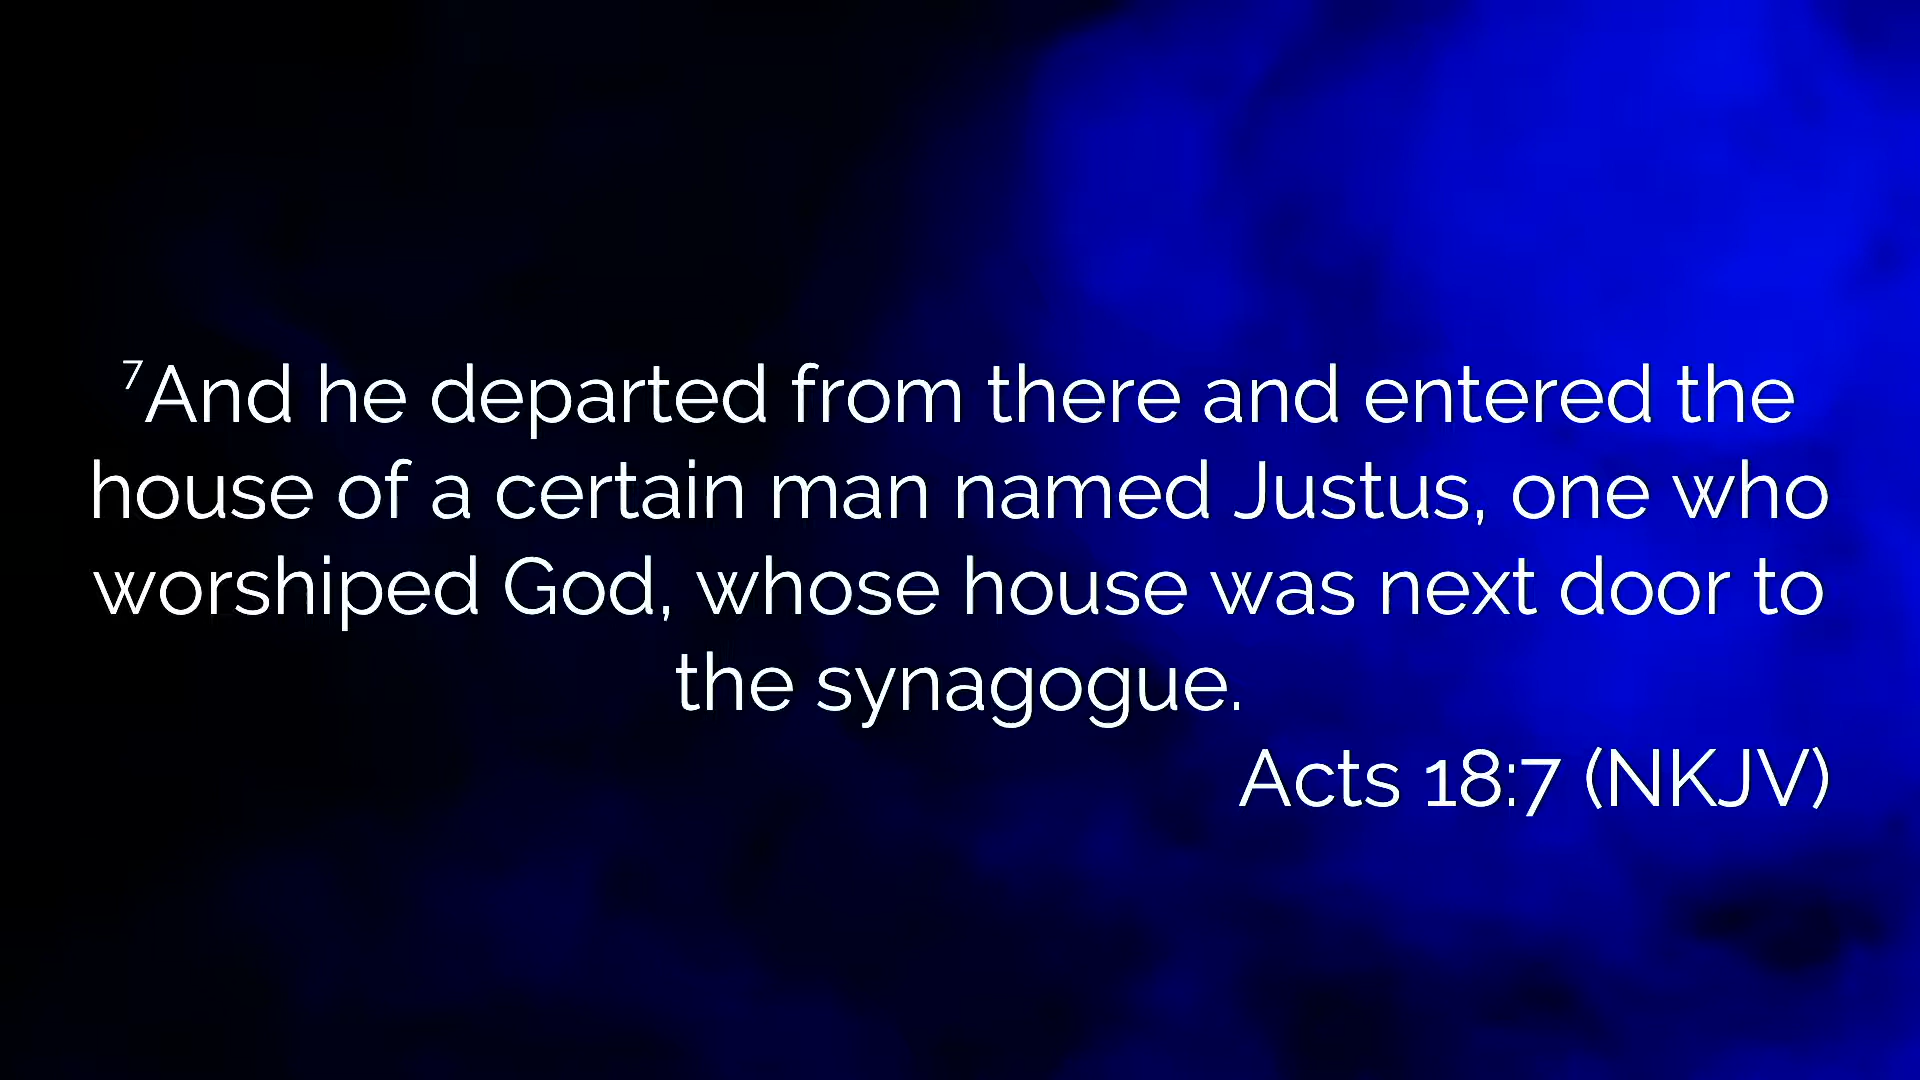 ⁷And he departed from there and entered the
house of a certain man named Justus, one who
worshiped God, whose house was next door to
the synagogue.
Acts 18:7 (NKJV)